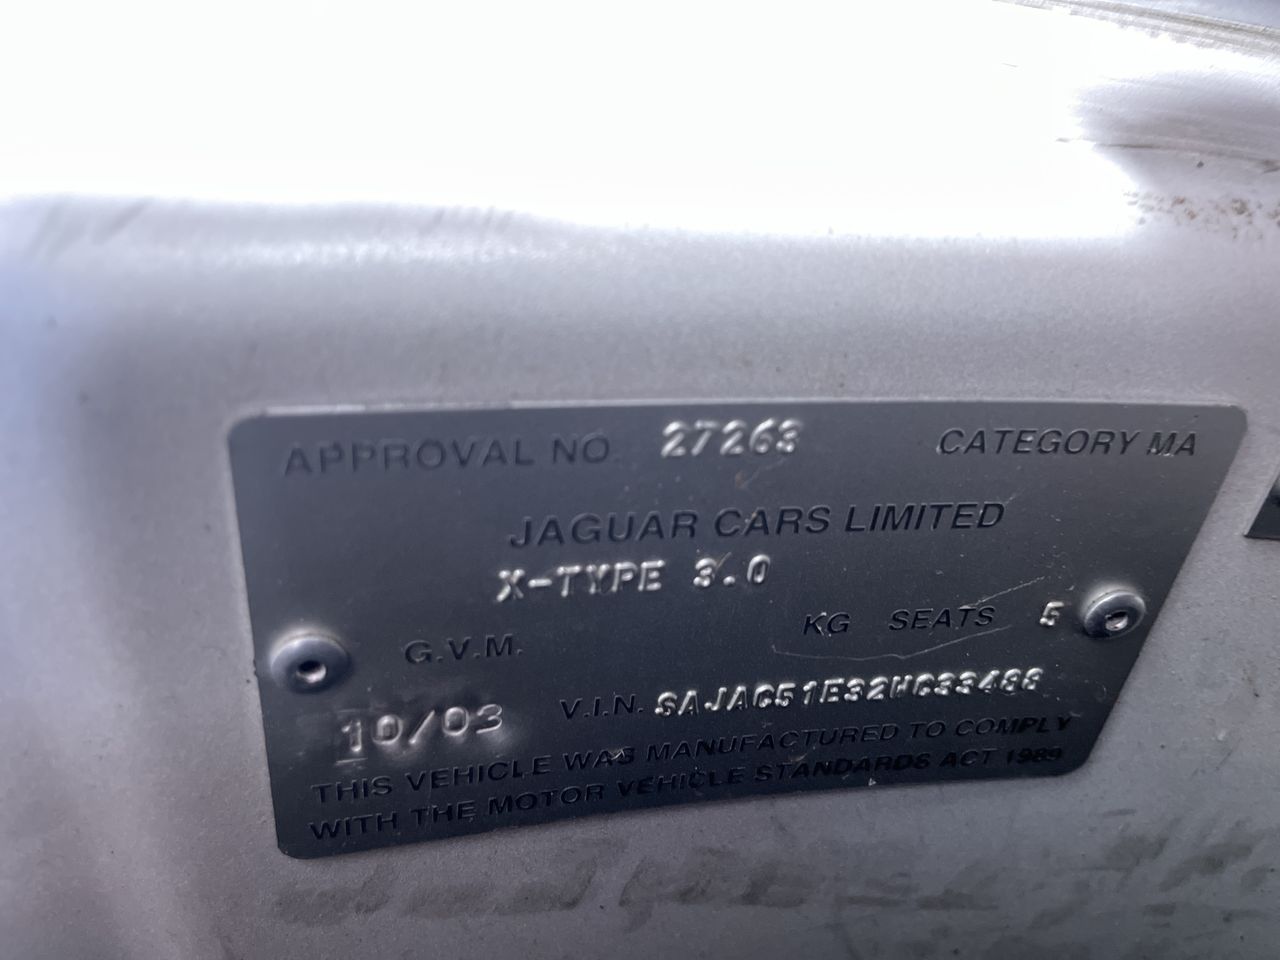 APPROVAL NO. 27263 CATEGORY MA
JAGUAR CARS LIMITED
X-TYPE 3.0
G.V.M. KG SEATS 5
10/03 V.I.N. SAJAC51E32WC33488
THIS VEHICLE WAS MANUFACTURED TO COMPLY
WITH THE MOTOR VEHICLE STANDARDS ACT 1989